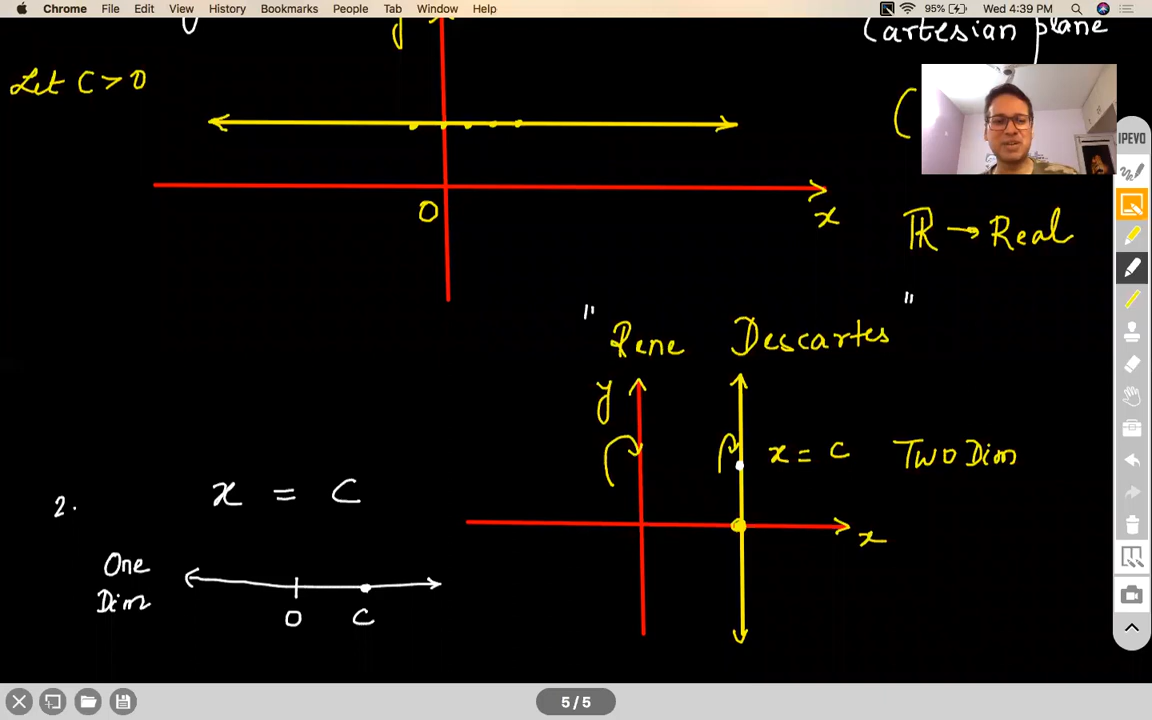 Chrome File Edit View History Bookmarks People Tab Window Help 95% Wed 4:39 PM
y
Cartesian plane
Let C > 0
(
IPEVO
0
x
ℝ → Real
" Rene Descartes "
y
x = C Two Dim
2. x = C
x
One Dim
0 C
5 / 5